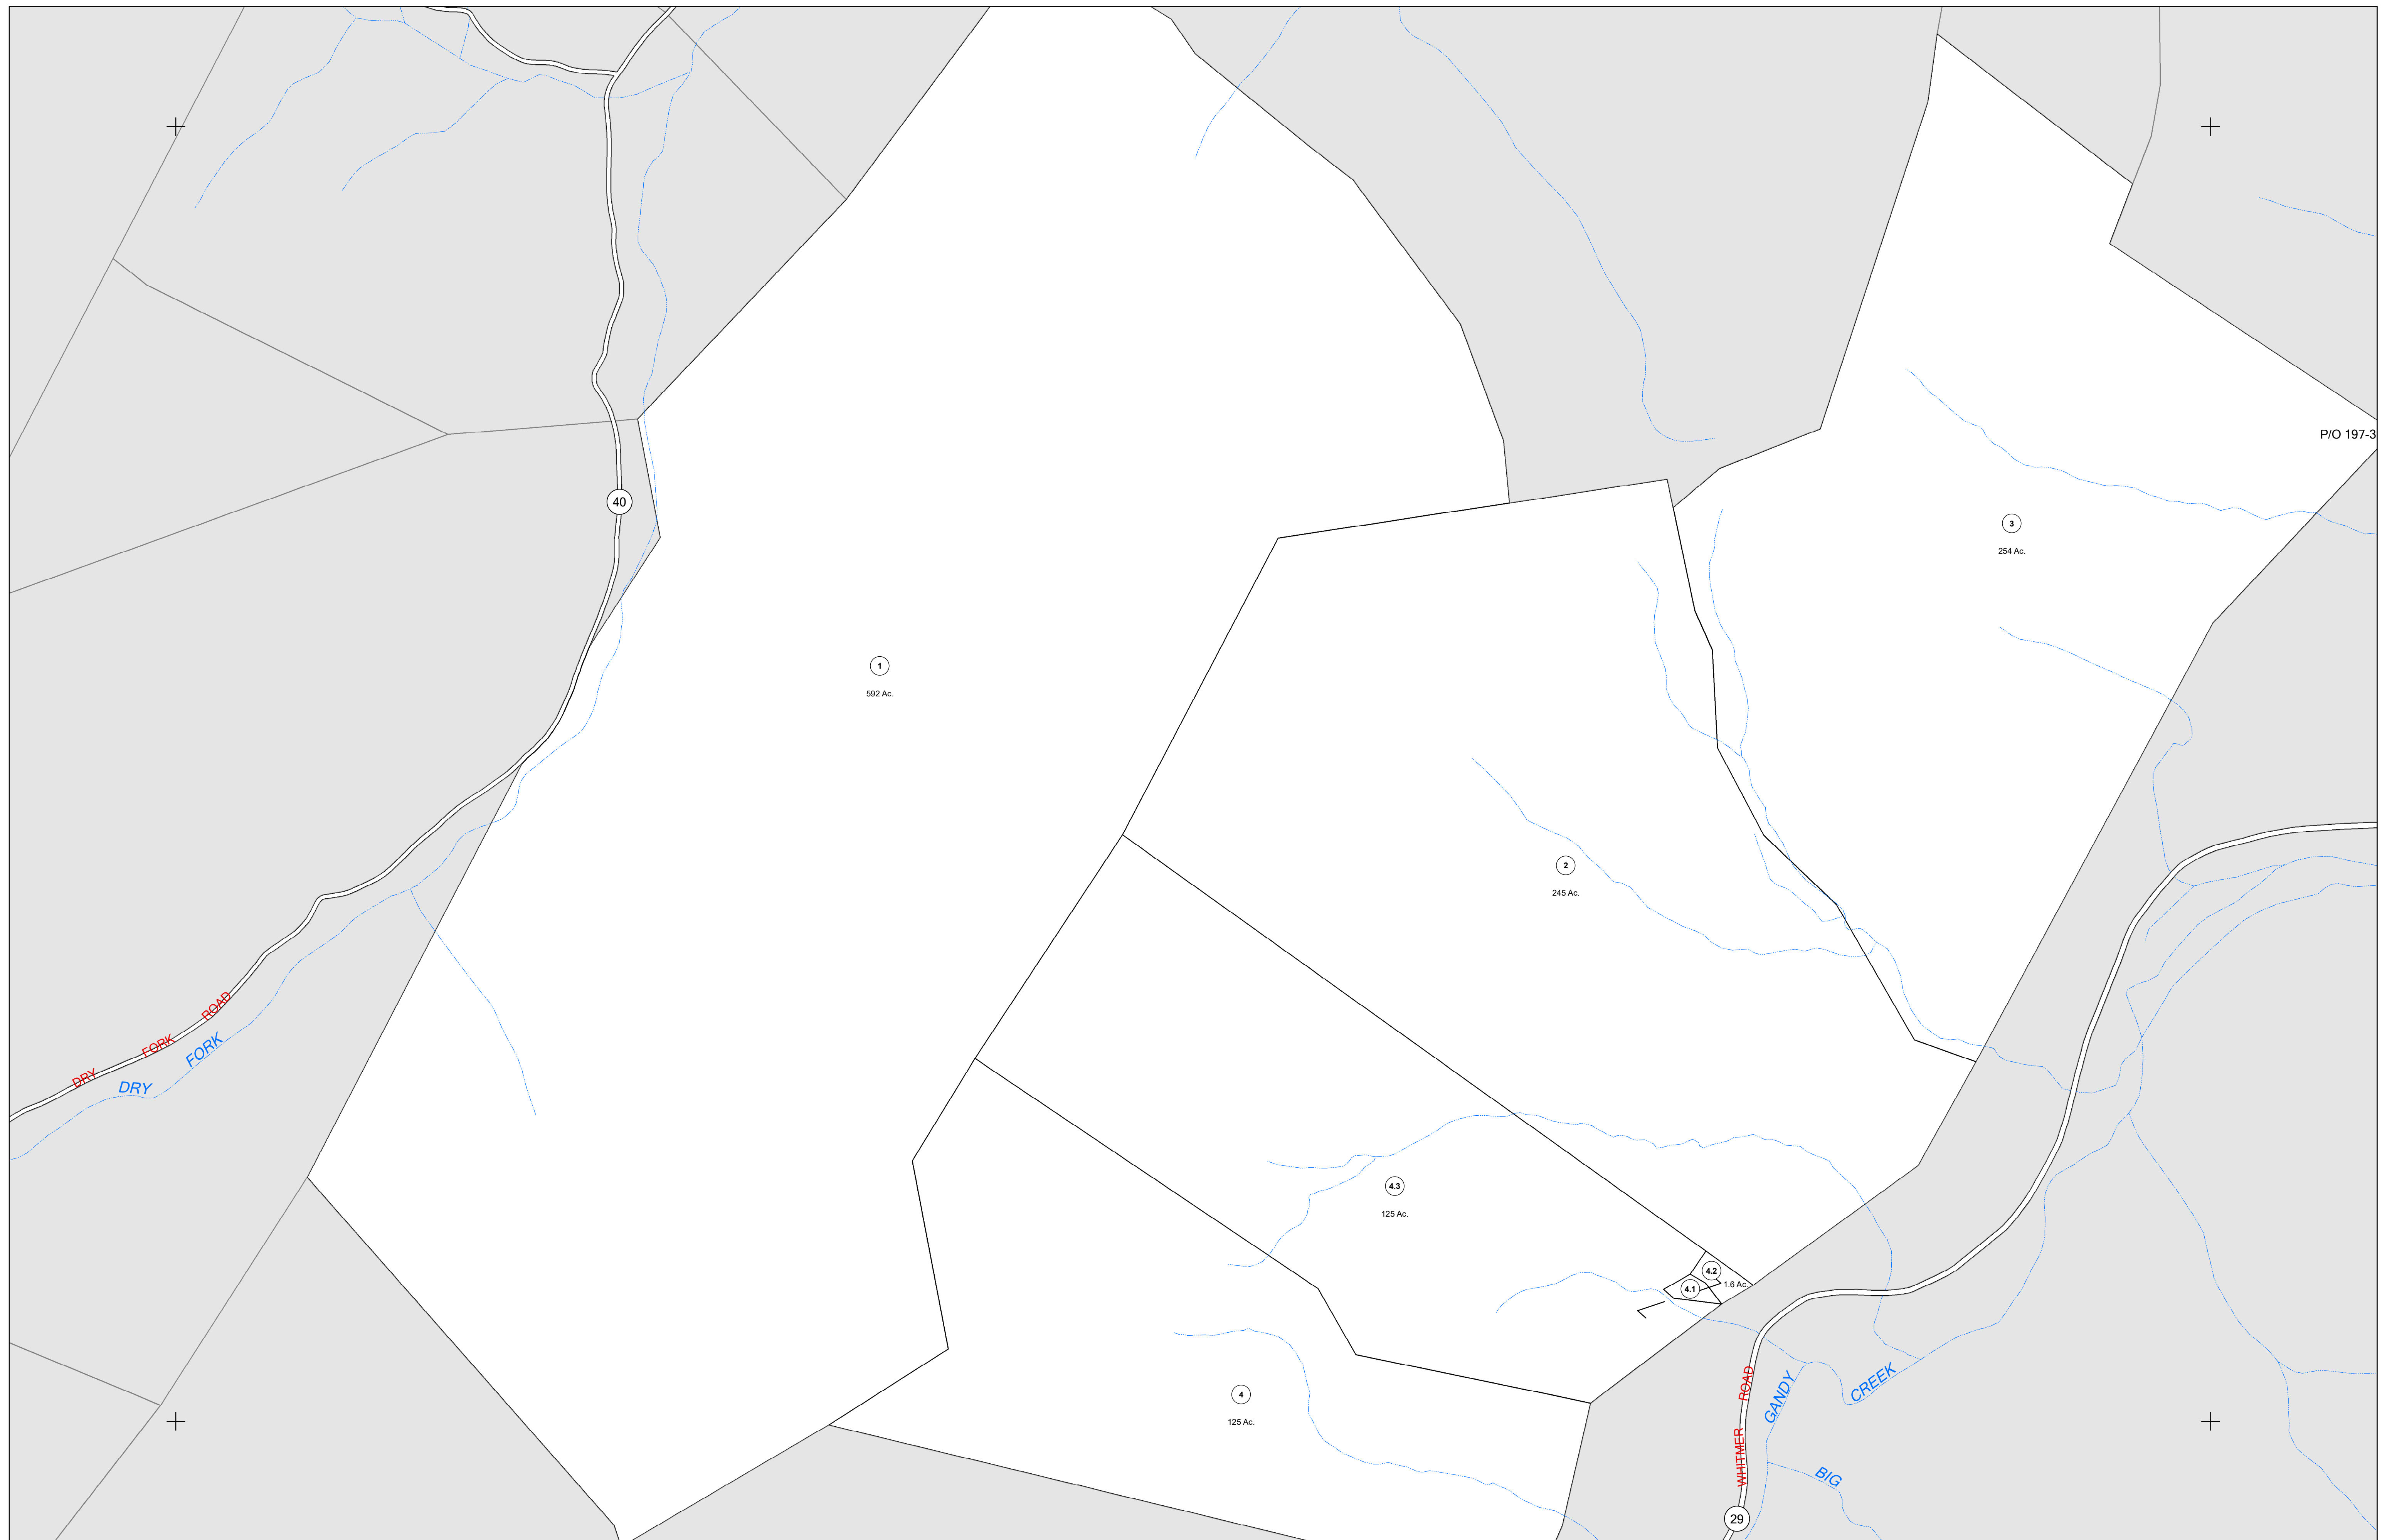 P/O 197-3
40
3
254 Ac.
1
592 Ac.
2
245 Ac.
DRY FORK ROAD
DRY FORK
4.3
125 Ac.
4.2
1.6 Ac.
4.1
4
125 Ac.
WHITMER ROAD
GANDY CREEK
BIG
29